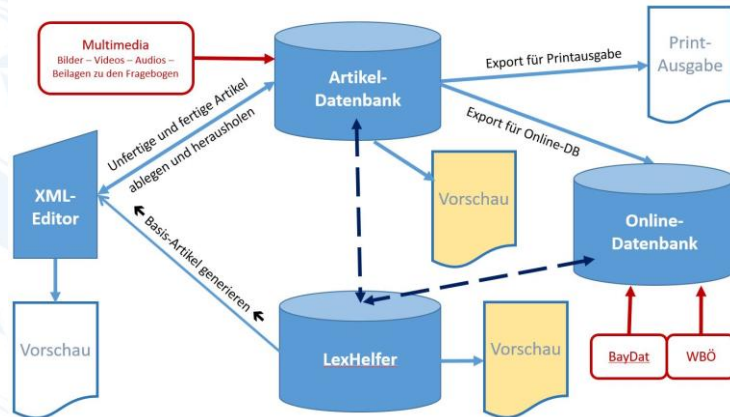 Multimedia
Bilder – Videos – Audios –
Beilagen zu den Fragebogen
Artikel-
Datenbank
Export für Printausgabe
Print-
Ausgabe
Unfertige und fertige Artikel
ablegen und herausholen
Export für Online-DB
XML-
Editor
Vorschau
Online-
Datenbank
Basis-Artikel generieren
Vorschau
LexHelfer
Vorschau
BayDat
WBÖ